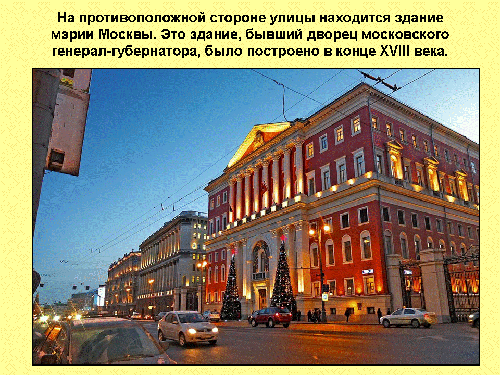 На противоположной стороне улицы находится здание
мэрии Москвы. Это здание, бывший дворец московского
генерал-губернатора, было построено в конце XVIII века.